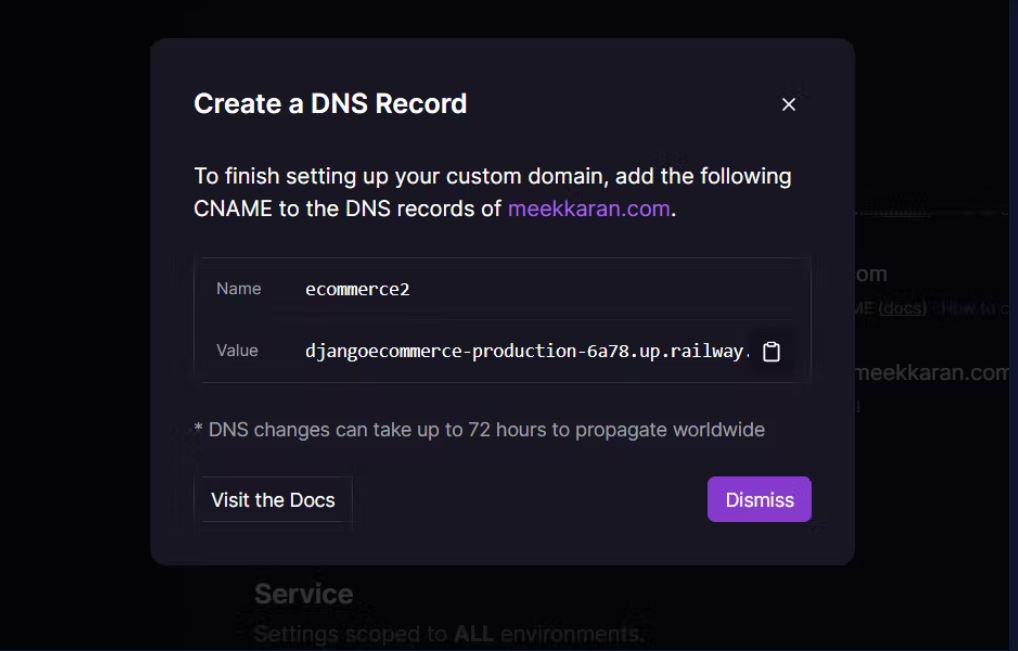 Create a DNS Record
To finish setting up your custom domain, add the following
CNAME to the DNS records of meekkaran.com.
om
Name ecommerce2
ME (docs) How to c
Value djangoecommerce-production-6a78.up.railway.
meekkaran.com
* DNS changes can take up to 72 hours to propagate worldwide
Visit the Docs
Dismiss
Service
Settings scoped to ALL environments.